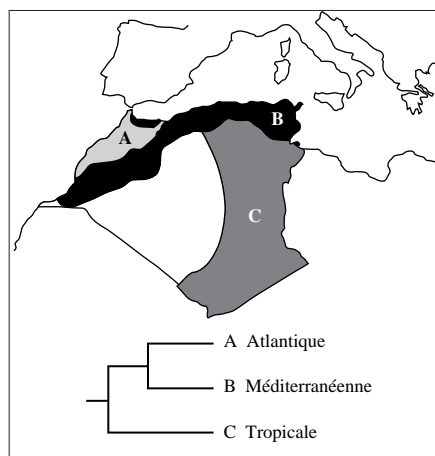 A
B
C
A Atlantique
B Méditerranéenne
C Tropicale